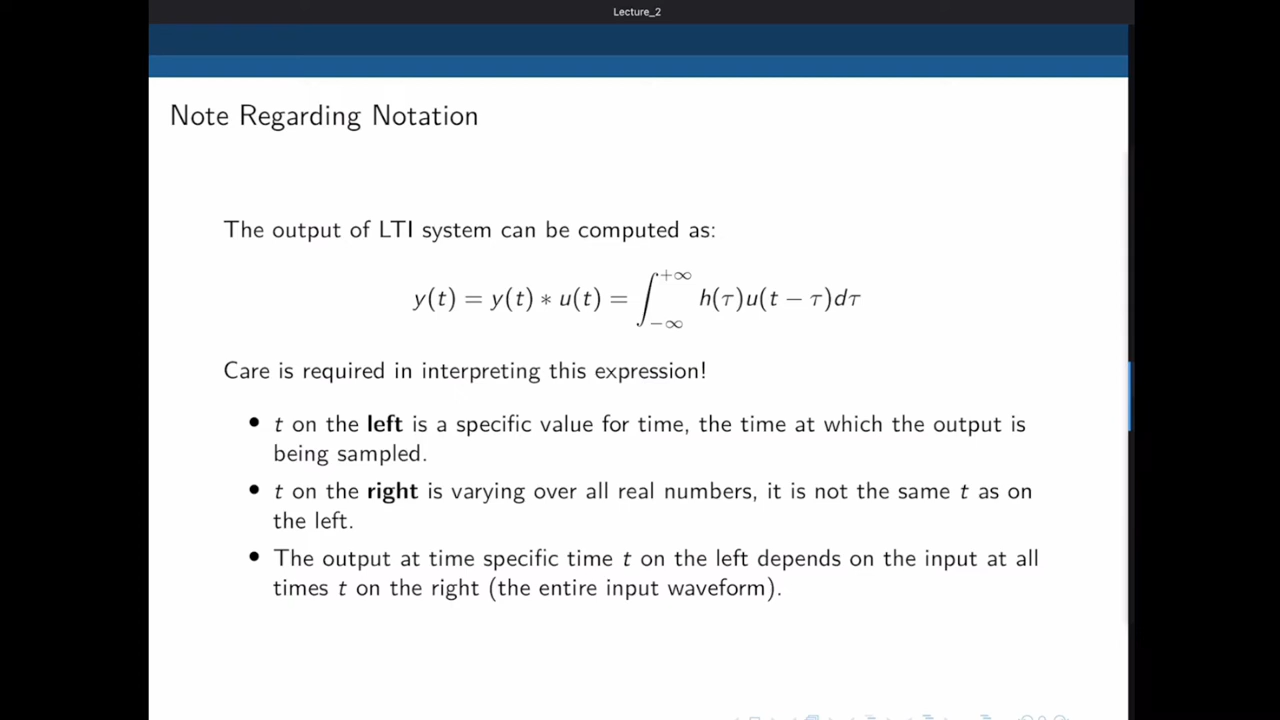 Lecture_2
Note Regarding Notation
The output of LTI system can be computed as:
y(t) = y(t) ∗ u(t) = ∫_{−∞}^{+∞} h(τ)u(t − τ)dτ
Care is required in interpreting this expression!
• t on the left is a specific value for time, the time at which the output is
being sampled.
• t on the right is varying over all real numbers, it is not the same t as on
the left.
• The output at time specific time t on the left depends on the input at all
times t on the right (the entire input waveform).